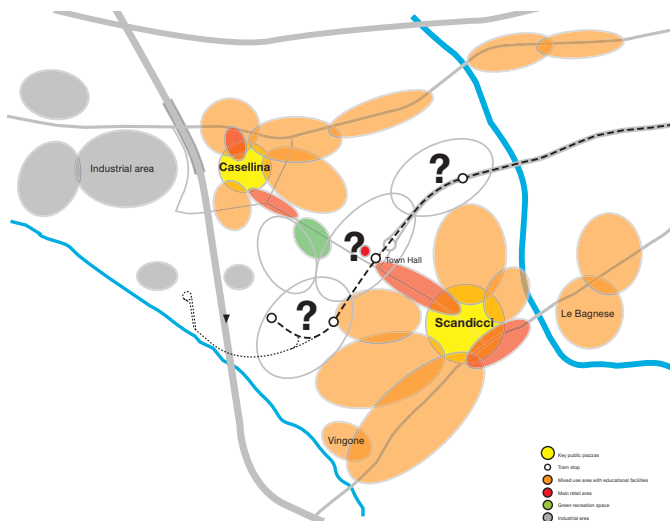 Industrial area
Casellina
?
?
Town Hall
?
Le Bagnese
Scandicci
Vingone
Key public piazzas
Tram stop
Mixed use area with educational facilities
Main retail area
Green recreation space
Industrial area